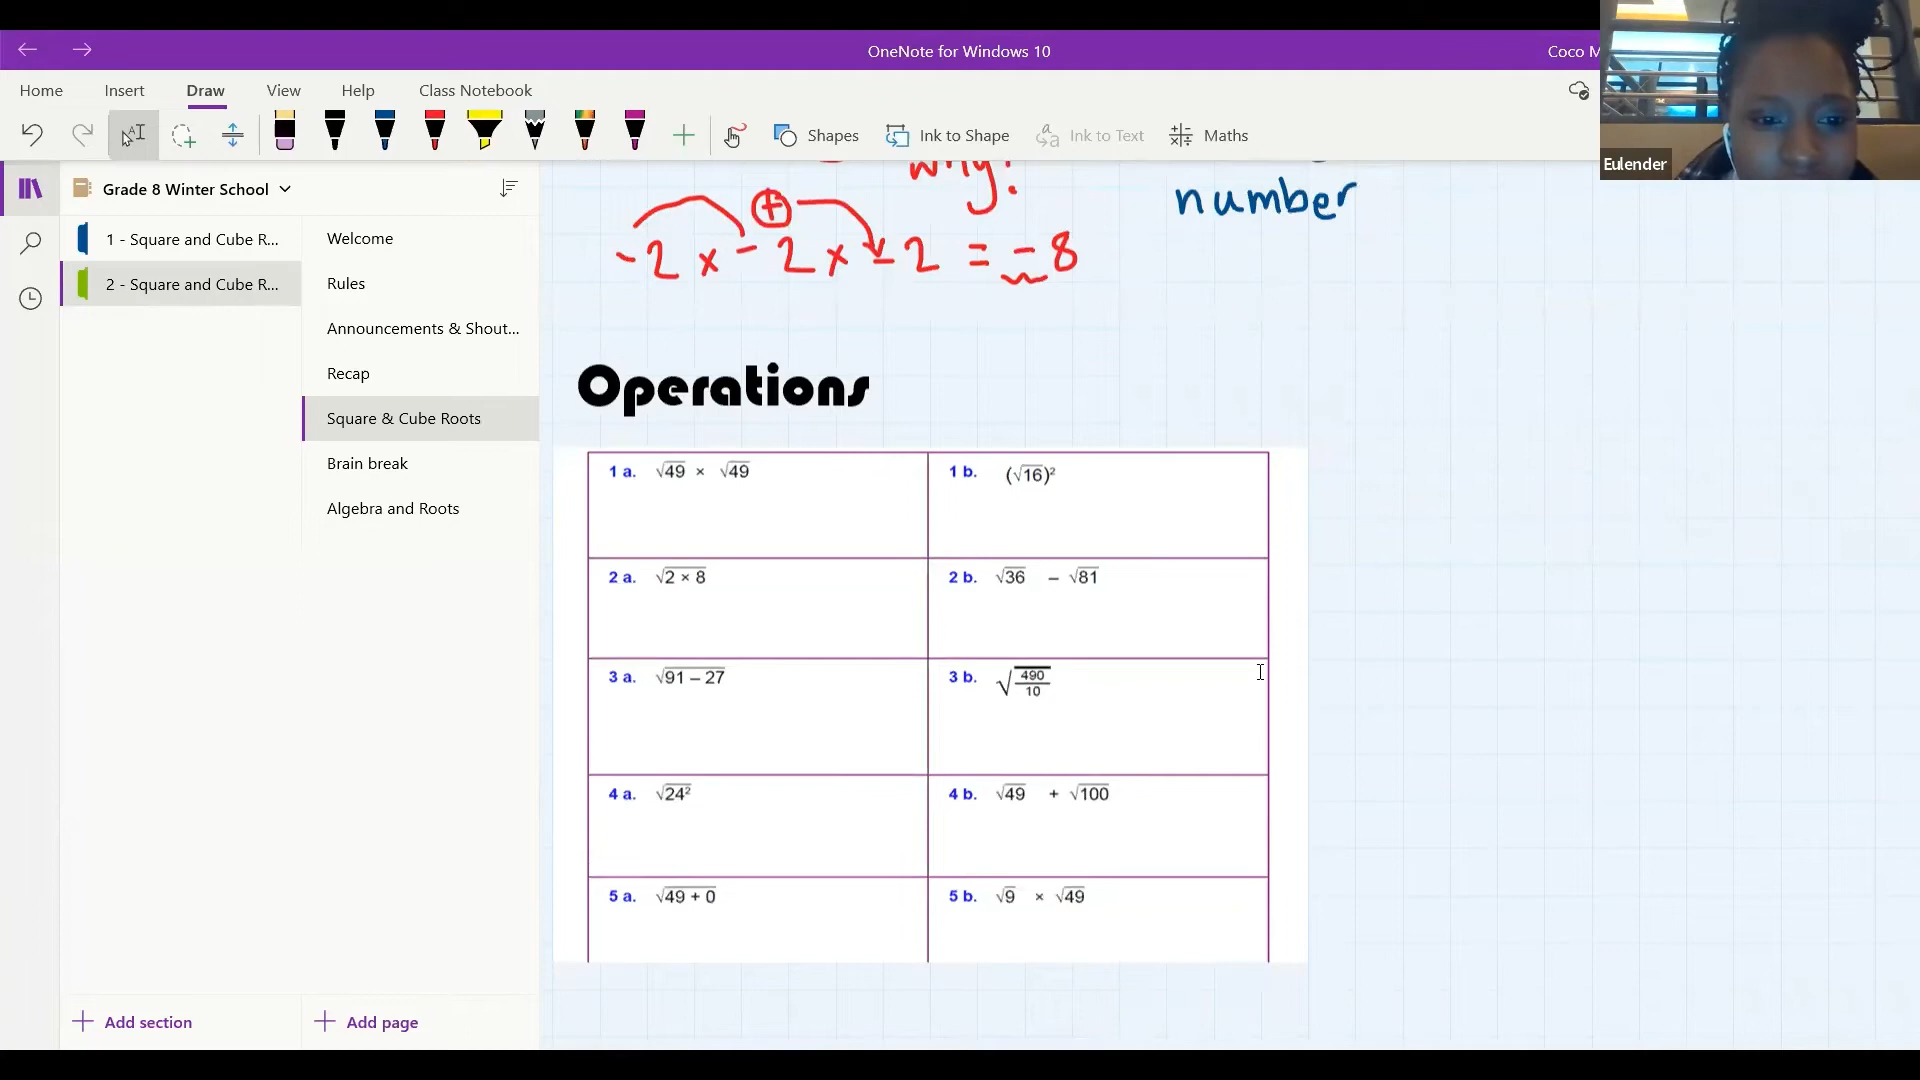 OneNote for Windows 10
Coco M
Home Insert Draw View Help Class Notebook
Shapes Ink to Shape Ink to Text Maths
Eulender
Grade 8 Winter School
1 - Square and Cube R...
2 - Square and Cube R...
Welcome
Rules
Announcements & Shout...
Recap
Square & Cube Roots
Brain break
Algebra and Roots
Add section
Add page
why?
number
-2 x -2 x -2 = -8
+
Operations
1 a. √49 × √49
1 b. (√16)²
2 a. √2 × 8
2 b. √36 – √81
3 a. √91 – 27
3 b. √490/10
4 a. √24²
4 b. √49 + √100
5 a. √49 + 0
5 b. √9 × √49